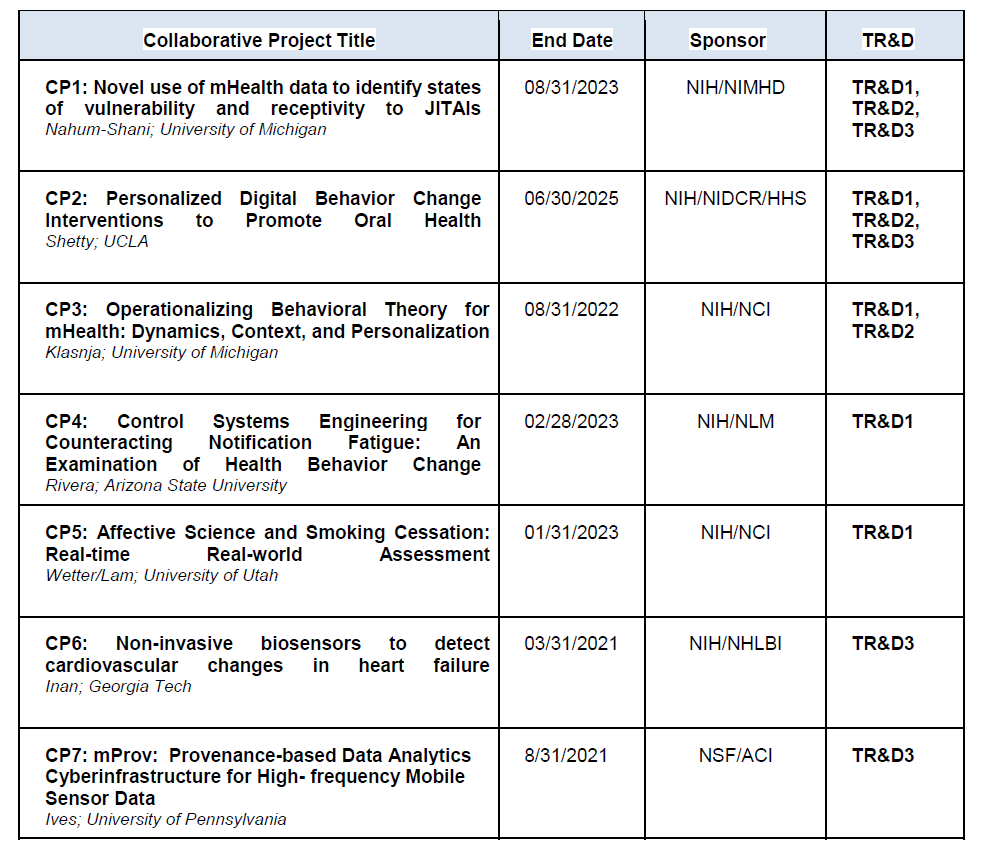 Collaborative Project Title End Date Sponsor TR&D
CP1: Novel use of mHealth data to identify states 08/31/2023 NIH/NIMHD TR&D1,
of vulnerability and receptivity to JITAIs TR&D2,
Nahum-Shani; University of Michigan TR&D3
CP2: Personalized Digital Behavior Change 06/30/2025 NIH/NIDCR/HHS TR&D1,
Interventions to Promote Oral Health TR&D2,
Shetty; UCLA TR&D3
CP3: Operationalizing Behavioral Theory for 08/31/2022 NIH/NCI TR&D1,
mHealth: Dynamics, Context, and Personalization TR&D2
Klasnja; University of Michigan
CP4: Control Systems Engineering for 02/28/2023 NIH/NLM TR&D1
Counteracting Notification Fatigue: An
Examination of Health Behavior Change
Rivera; Arizona State University
CP5: Affective Science and Smoking Cessation: 01/31/2023 NIH/NCI TR&D1
Real-time Real-world Assessment
Wetter/Lam; University of Utah
CP6: Non-invasive biosensors to detect 03/31/2021 NIH/NHLBI TR&D3
cardiovascular changes in heart failure
Inan; Georgia Tech
CP7: mProv: Provenance-based Data Analytics 8/31/2021 NSF/ACI TR&D3
Cyberinfrastructure for High- frequency Mobile
Sensor Data
Ives; University of Pennsylvania